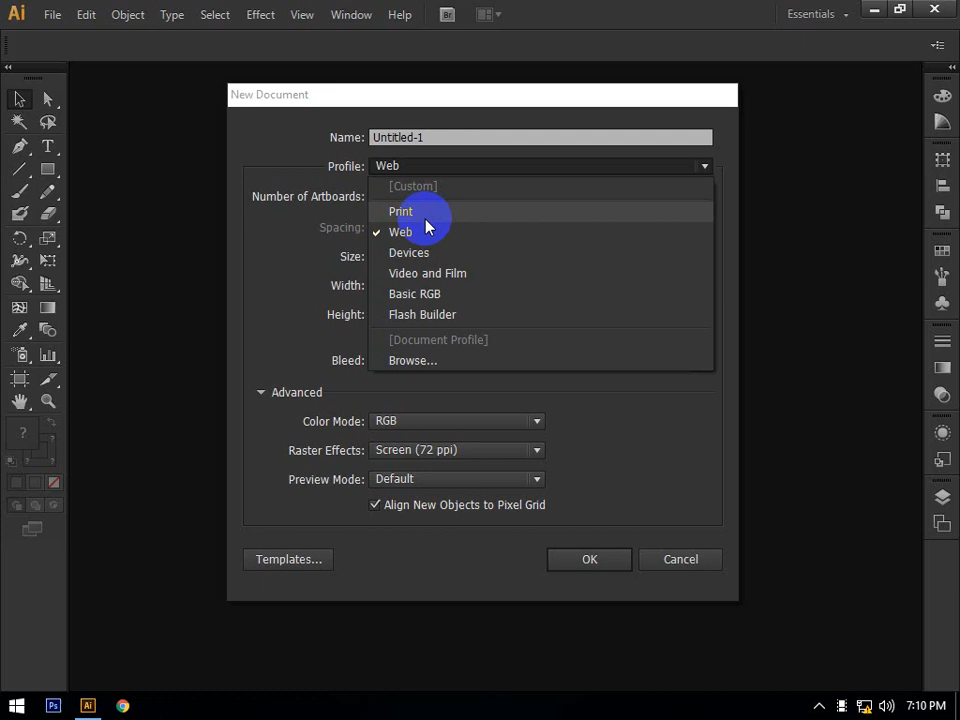 Ai File Edit Object Type Select Effect View Window Help Br Essentials
New Document
Name: Untitled-1
Profile: Web
[Custom]
Number of Artboards:
Print
Spacing: Web
Size: Devices
Video and Film
Width: Basic RGB
Height: Flash Builder
[Document Profile]
Bleed: Browse...
Advanced
Color Mode: RGB
Raster Effects: Screen (72 ppi)
Preview Mode: Default
Align New Objects to Pixel Grid
Templates... OK Cancel
Ps Ai 7:10 PM